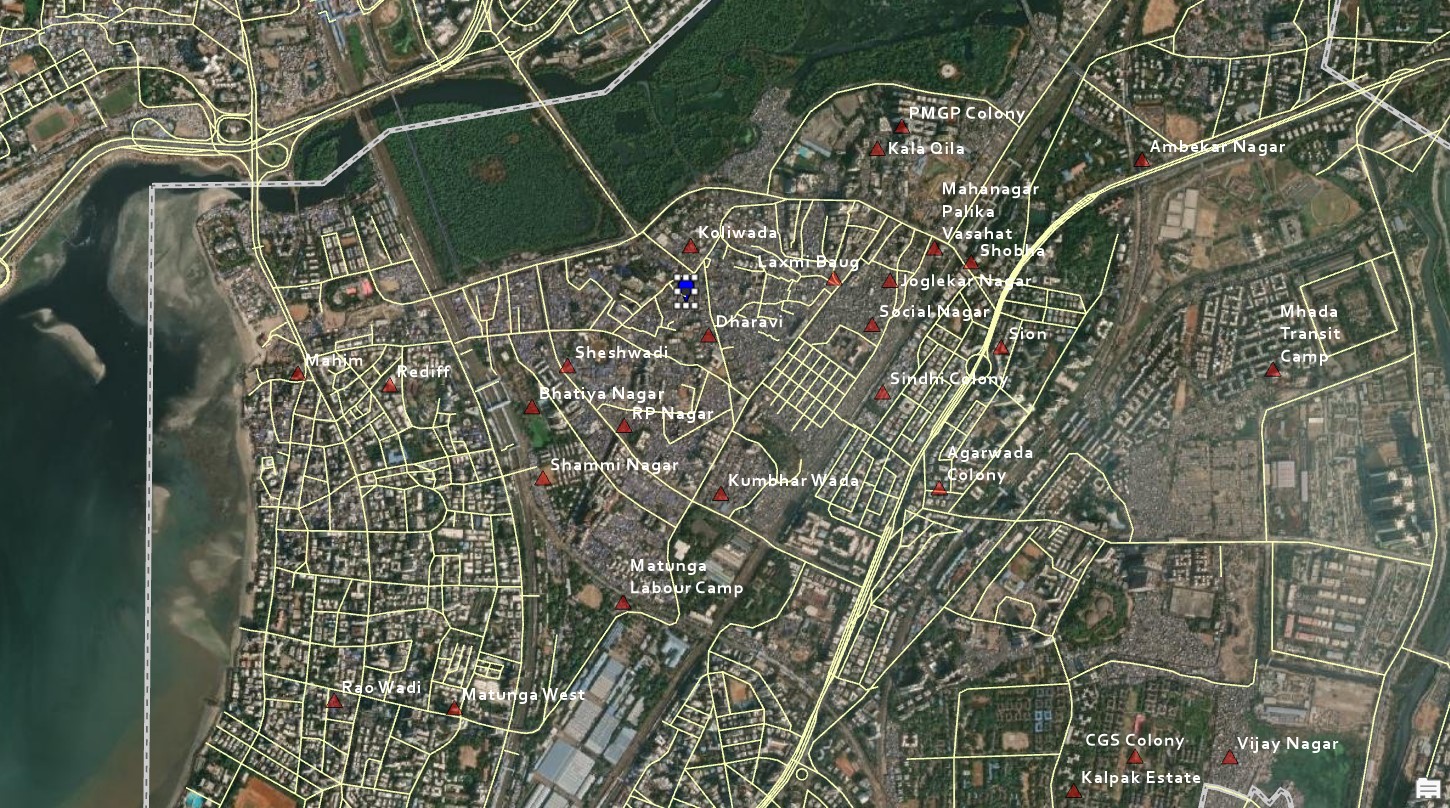 PMGP Colony
Kala Qila
Ambekar Nagar
Mahanagar
Palika
Vasahat
Koliwada
Shobha
Laxmi Baug
Joglekar Nagar
Social Nagar
Mhada
Transit
Camp
Dharavi
Sion
Sheshwadi
Mahim
Rediff
Sindhi Colony
Bhatiya Nagar
RP Nagar
Agarwada
Colony
Shammi Nagar
Kumbhar Wada
Matunga
Labour Camp
Rao Wadi
Matunga West
CGS Colony
Vijay Nagar
Kalpak Estate